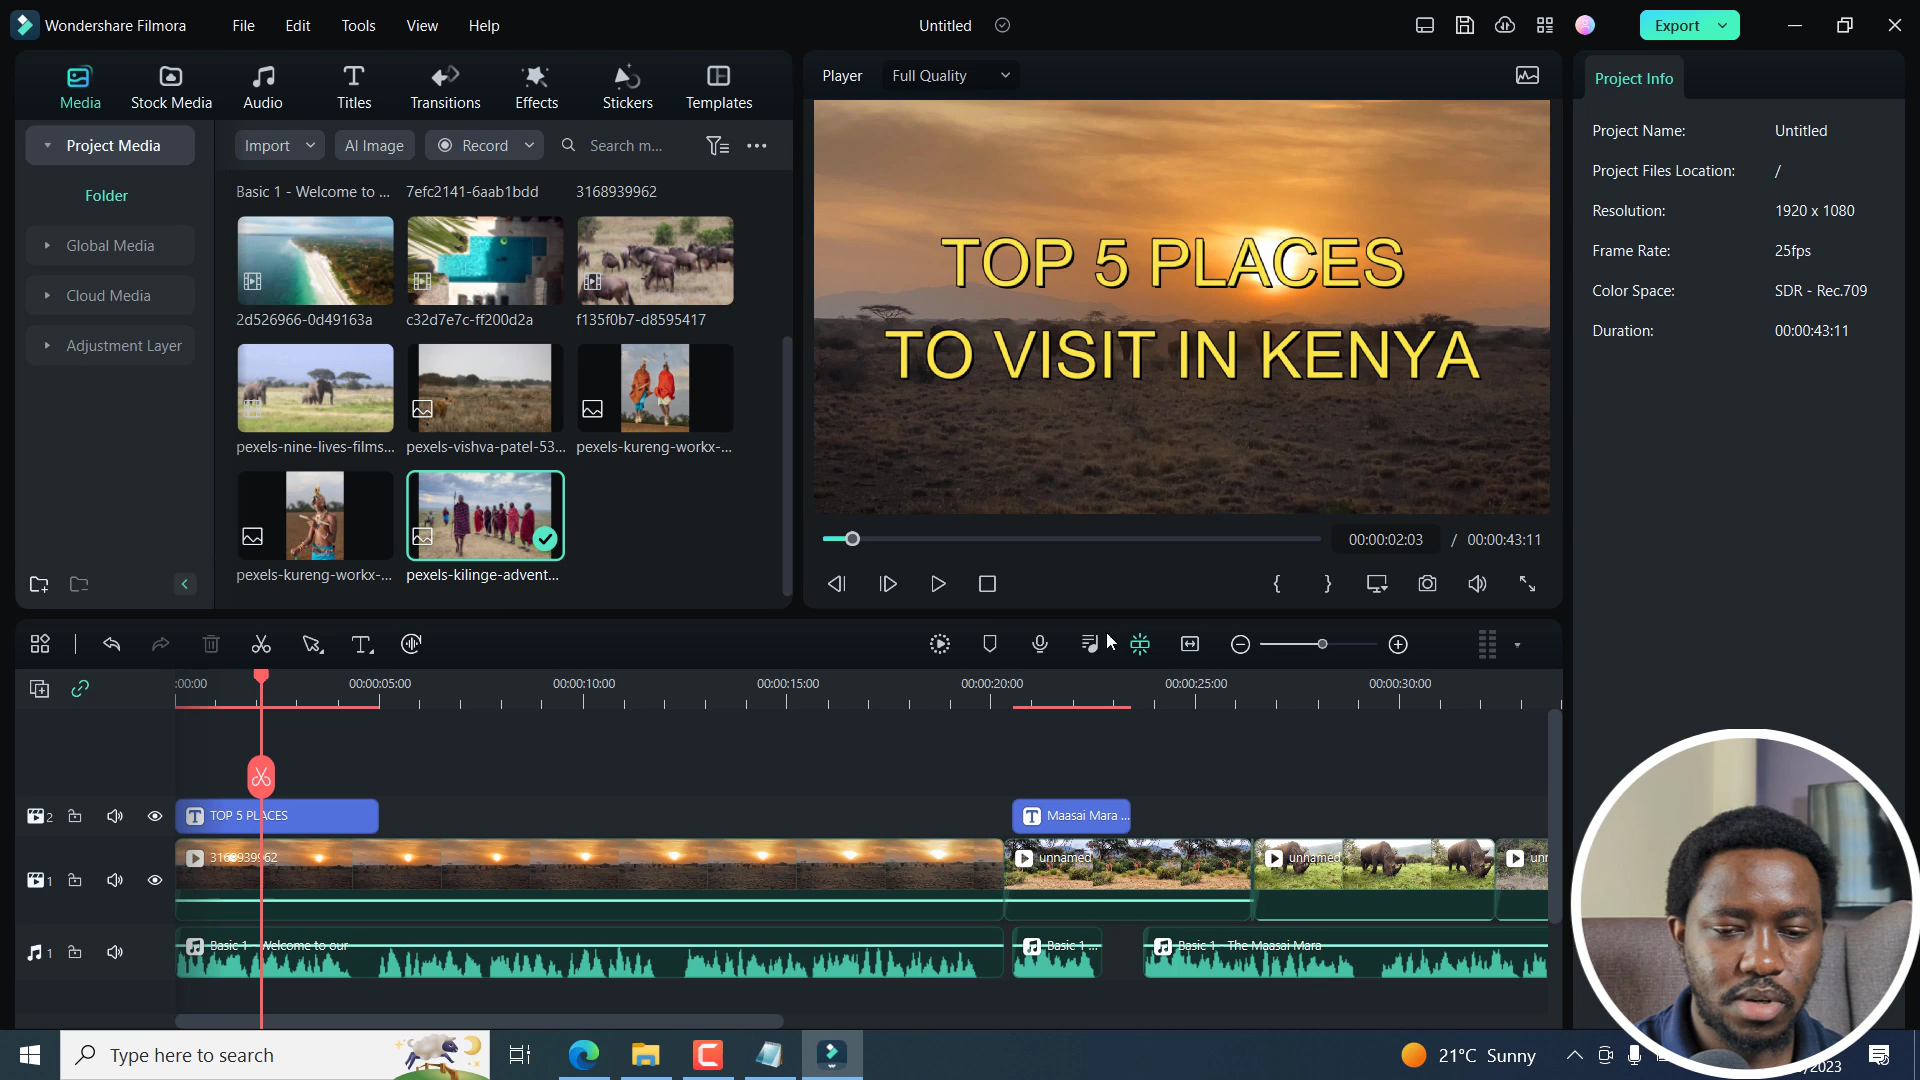 Wondershare Filmora File Edit Tools View Help Untitled Export
Media Stock Media Audio Titles Transitions Effects Stickers Templates
Player Full Quality
Project Info
Project Media
Folder
Global Media
Cloud Media
Adjustment Layer
Import AI Image Record Search m...
Basic 1 - Welcome to ... 7efc2141-6aab1bdd 3168939962
2d526966-0d49163a c32d7e7c-ff200d2a f135f0b7-d8595417
pexels-nine-lives-films... pexels-vishva-patel-53... pexels-kureng-workx-...
pexels-kureng-workx-... pexels-kilinge-advent...
TOP 5 PLACES
TO VISIT IN KENYA
00:00:02:03 / 00:00:43:11
Project Name: Untitled
Project Files Location: /
Resolution: 1920 x 1080
Frame Rate: 25fps
Color Space: SDR - Rec.709
Duration: 00:00:43:11
:00:00 00:00:05:00 00:00:10:00 00:00:15:00 00:00:20:00 00:00:25:00 00:00:30:00
2 TOP 5 PLACES Maasai Mara ...
1 3168939962 unnamed unnamed unn
1 Basic 1 - Welcome to our Basic 1 ... Basic 1 - The Maasai Mara
Type here to search
21°C Sunny
/2023